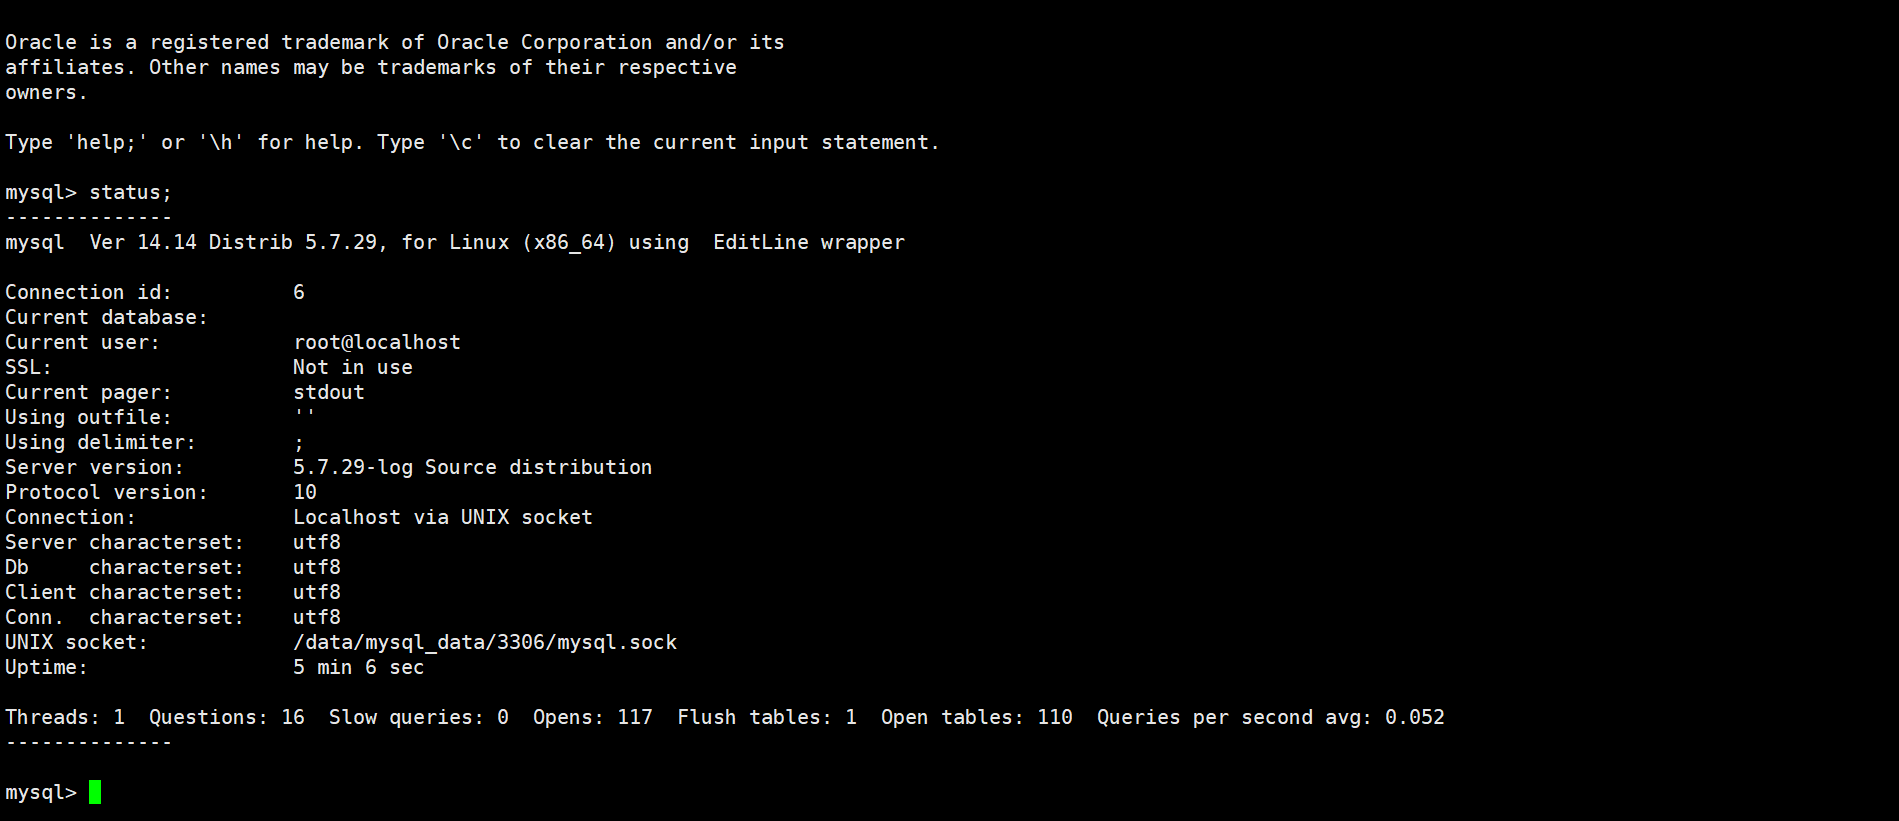 Oracle is a registered trademark of Oracle Corporation and/or its
affiliates. Other names may be trademarks of their respective
owners.
Type 'help;' or '\h' for help. Type '\c' to clear the current input statement.
mysql> status;
--------------
mysql  Ver 14.14 Distrib 5.7.29, for Linux (x86_64) using  EditLine wrapper
Connection id:          6
Current database:
Current user:           root@localhost
SSL:                    Not in use
Current pager:          stdout
Using outfile:          ''
Using delimiter:        ;
Server version:         5.7.29-log Source distribution
Protocol version:       10
Connection:             Localhost via UNIX socket
Server characterset:    utf8
Db     characterset:    utf8
Client characterset:    utf8
Conn.  characterset:    utf8
UNIX socket:            /data/mysql_data/3306/mysql.sock
Uptime:                 5 min 6 sec
Threads: 1  Questions: 16  Slow queries: 0  Opens: 117  Flush tables: 1  Open tables: 110  Queries per second avg: 0.052
--------------
mysql>